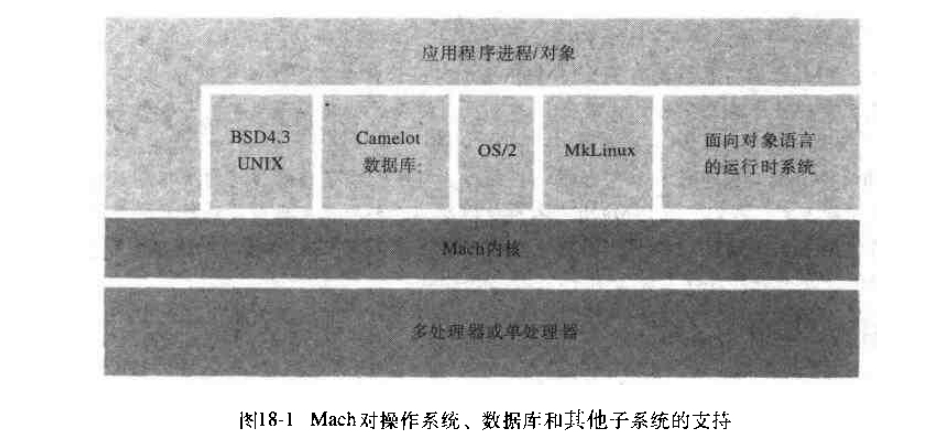 应用程序进程/对象
BSD4.3
UNIX
Camelot
数据库
OS/2
MkLinux
面向对象语言
的运行时系统
Mach内核
多处理器或单处理器
图18-1 Mach对操作系统、数据库和其他子系统的支持